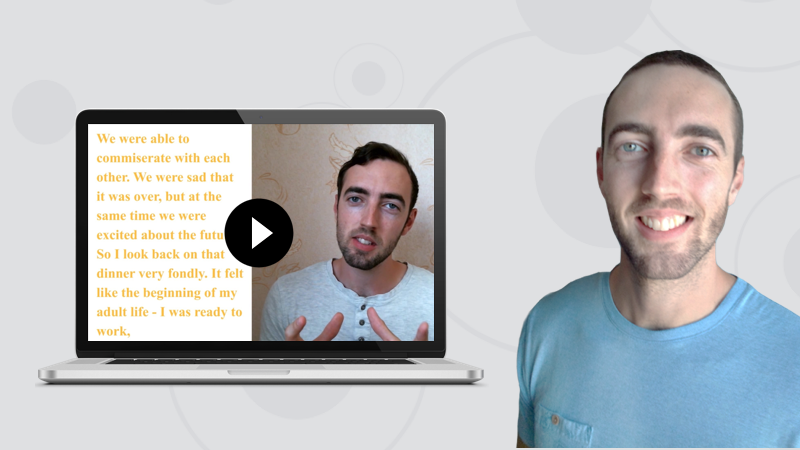 We were able to
commiserate with each
other. We were sad that
it was over, but at the
same time we were
excited about the
So I look back on that
dinner very fondly. It felt
like the beginning of my
adult life - I was ready to
work,